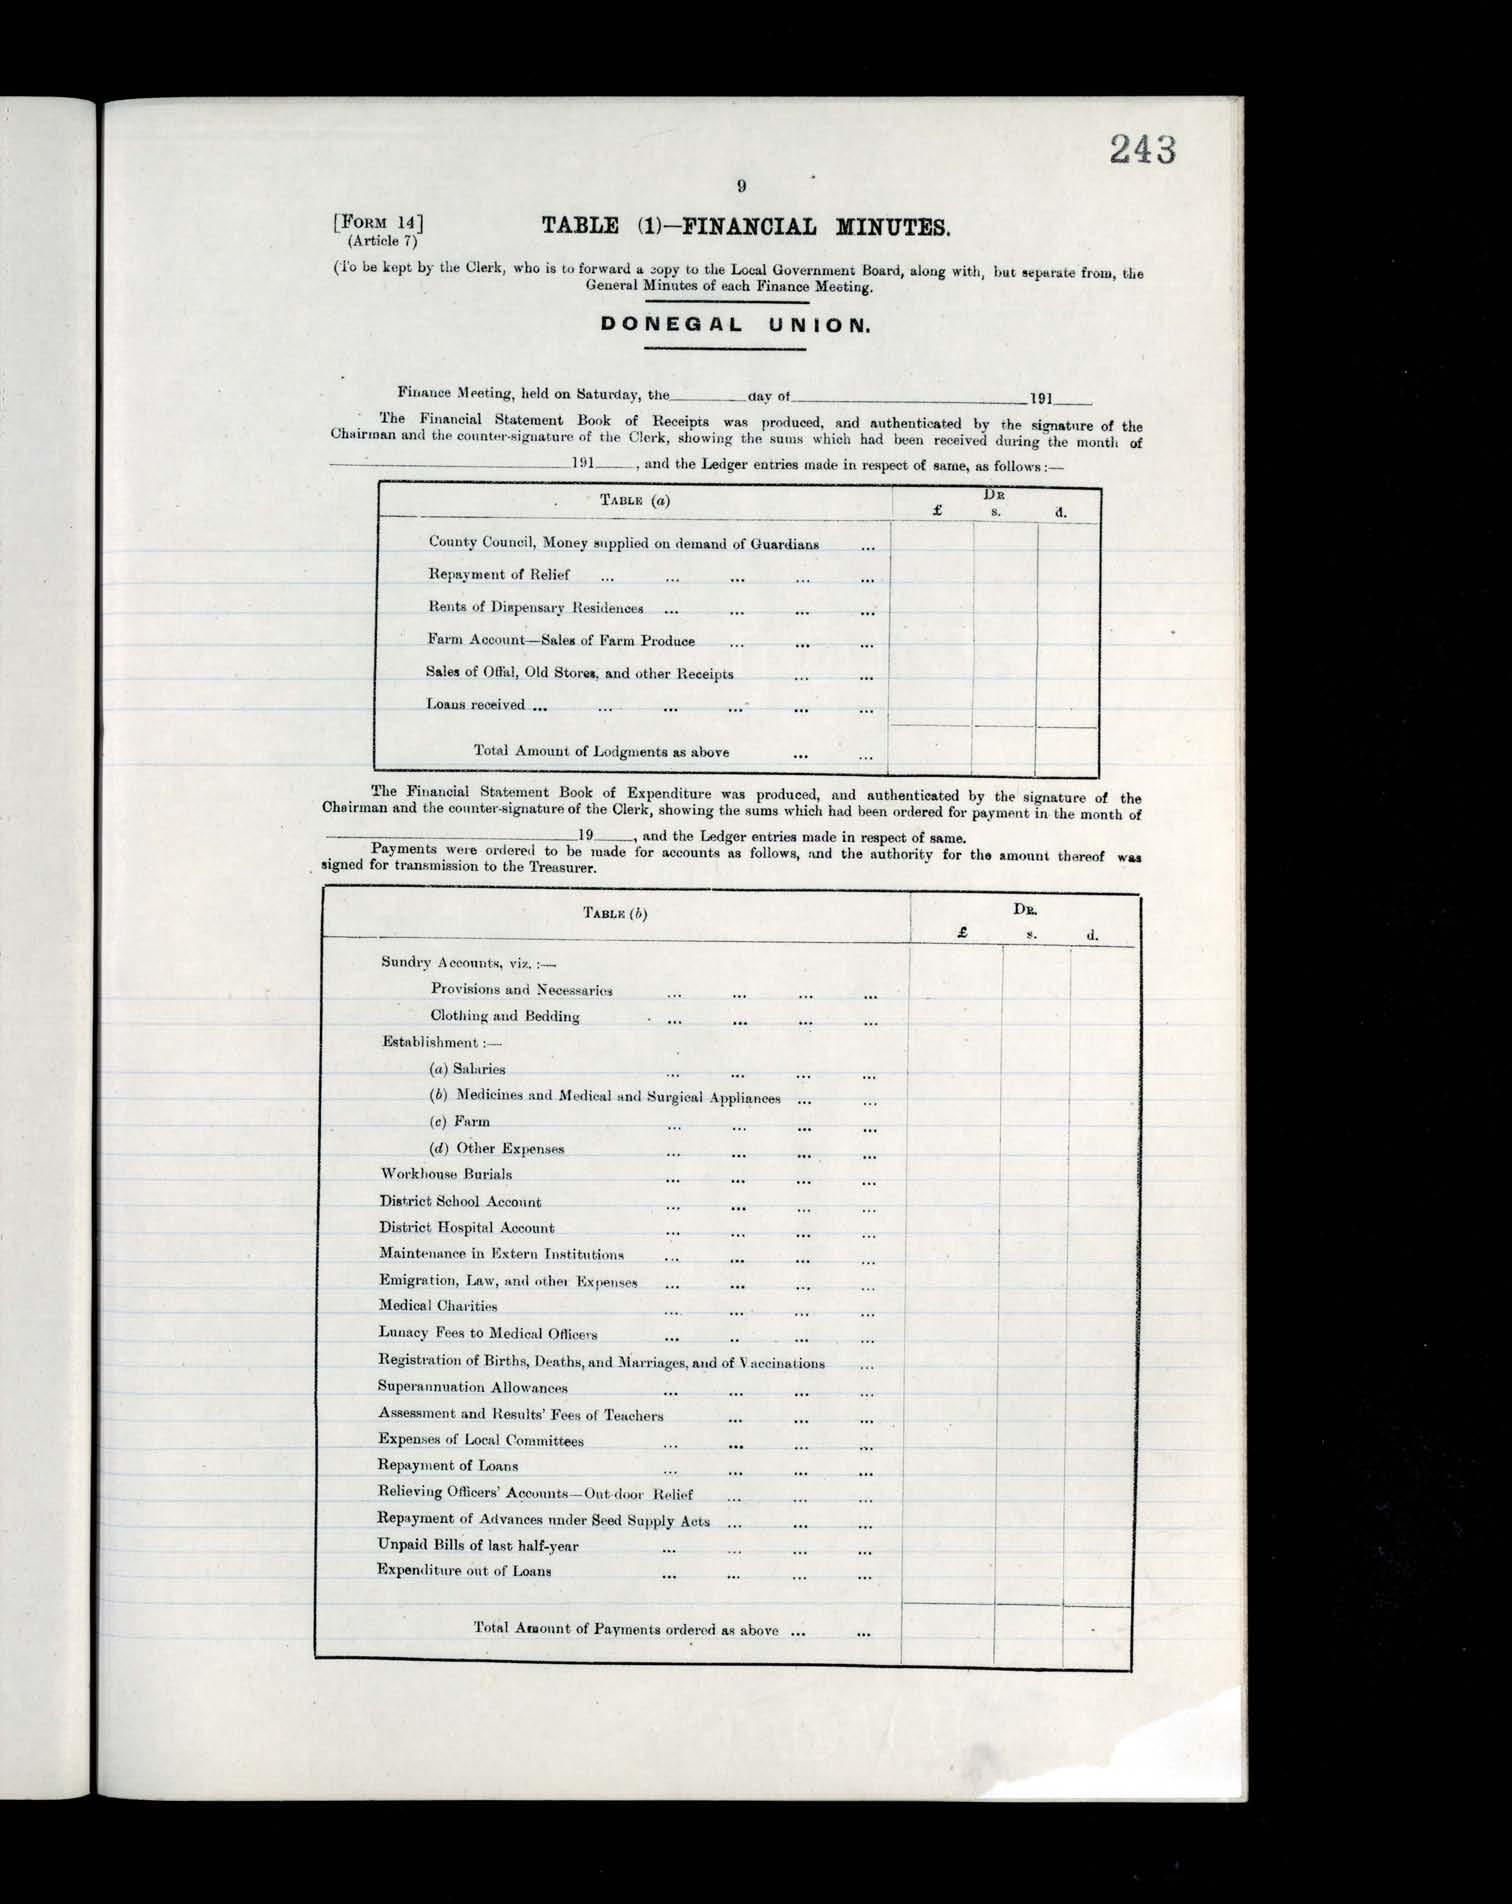 243
9
[FORM 14]
(Article 7)
TABLE (1)—FINANCIAL MINUTES.
(To be kept by the Clerk, who is to forward a copy to the Local Government Board, along with, but separate from, the
General Minutes of each Finance Meeting.
DONEGAL UNION.
Finance Meeting, held on Saturday, the________day of________________191____
The Financial Statement Book of Receipts was produced, and authenticated by the signature of the
Chairman and the counter-signature of the Clerk, showing the sums which had been received during the month of
________________191____, and the Ledger entries made in respect of same, as follows:—
TABLE (a) DR
£ s. d.
County Council, Money supplied on demand of Guardians ...
Repayment of Relief ... ... ... ... ...
Rents of Dispensary Residences ... ... ... ...
Farm Account—Sales of Farm Produce ... ... ...
Sales of Offal, Old Stores, and other Receipts ... ...
Loans received ... ... ... ... ... ...
Total Amount of Lodgments as above ... ...
The Financial Statement Book of Expenditure was produced, and authenticated by the signature of the
Chairman and the counter-signature of the Clerk, showing the sums which had been ordered for payment in the month of
________________19____, and the Ledger entries made in respect of same.
Payments were ordered to be made for accounts as follows, and the authority for the amount thereof was
signed for transmission to the Treasurer.
TABLE (b) DR.
£ s. d.
Sundry Accounts, viz. :—
Provisions and Necessaries ... ... ... ...
Clothing and Bedding ... ... ... ...
Establishment :—
(a) Salaries ... ... ... ...
(b) Medicines and Medical and Surgical Appliances ... ...
(c) Farm ... ... ... ...
(d) Other Expenses ... ... ... ...
Workhouse Burials ... ... ... ...
District School Account ... ... ... ...
District Hospital Account ... ... ... ...
Maintenance in Extern Institutions ... ... ... ...
Emigration, Law, and other Expenses ... ... ... ...
Medical Charities ... ... ... ...
Lunacy Fees to Medical Officers ... .. ... ...
Registration of Births, Deaths, and Marriages, and of Vaccinations ...
Superannuation Allowances ... ... ... ...
Assessment and Results' Fees of Teachers ... ... ...
Expenses of Local Committees ... ... ... ...
Repayment of Loans ... ... ... ...
Relieving Officers' Accounts—Out-door Relief ... ... ...
Repayment of Advances under Seed Supply Acts ... ... ...
Unpaid Bills of last half-year ... ... ... ...
Expenditure out of Loans ... ... ... ...
Total Amount of Payments ordered as above ... ...